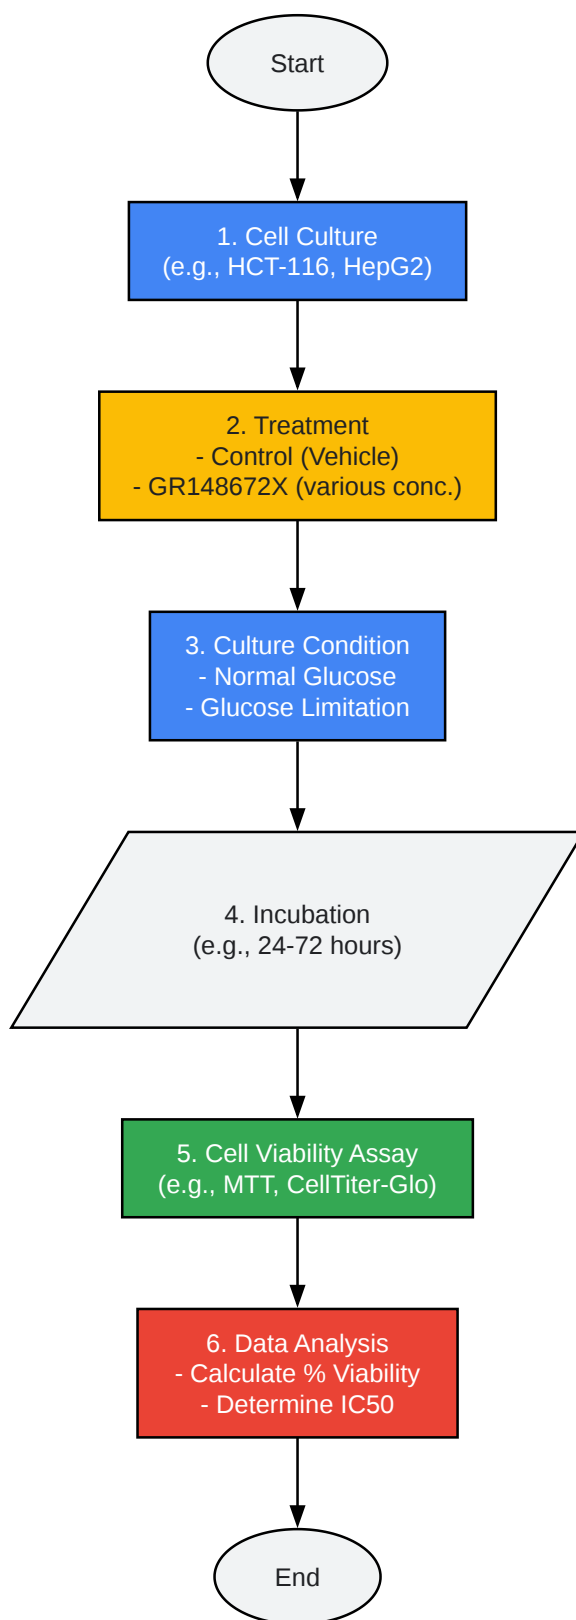 Start
1. Cell Culture
(e.g., HCT-116, HepG2)
2. Treatment
- Control (Vehicle)
- GR148672X (various conc.)
3. Culture Condition
- Normal Glucose
- Glucose Limitation
4. Incubation
(e.g., 24-72 hours)
5. Cell Viability Assay
(e.g., MTT, CellTiter-Glo)
6. Data Analysis
- Calculate % Viability
- Determine IC50
End